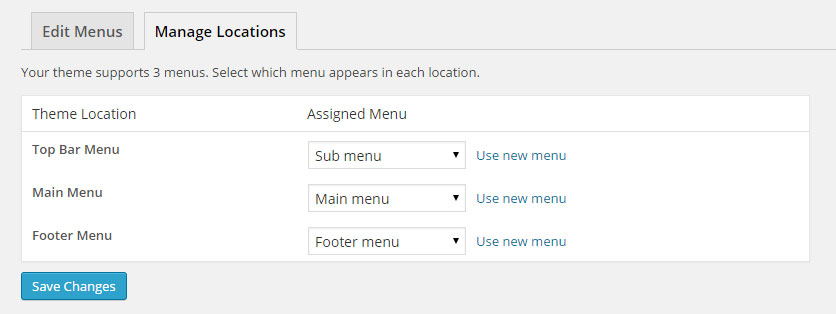 Edit Menus Manage Locations
Your theme supports 3 menus. Select which menu appears in each location.
Theme Location Assigned Menu
Top Bar Menu Sub menu Use new menu
Main Menu Main menu Use new menu
Footer Menu Footer menu Use new menu
Save Changes